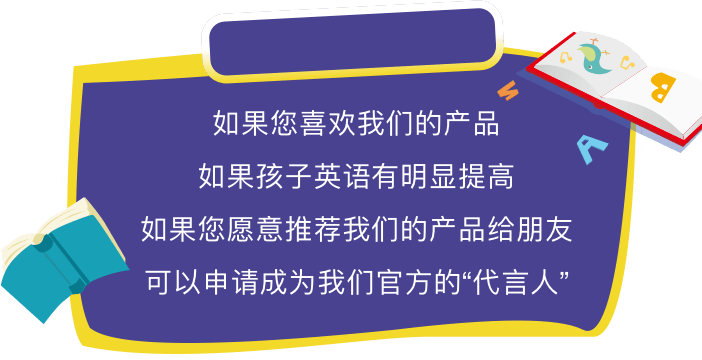 如果您喜欢我们的产品
如果孩子英语有明显提高
如果您愿意推荐我们的产品给朋友
可以申请成为我们官方的“代言人”
B
M
A